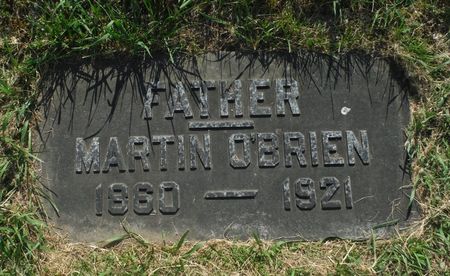 FATHER
MARTIN O'BRIEN
1860 — 1921